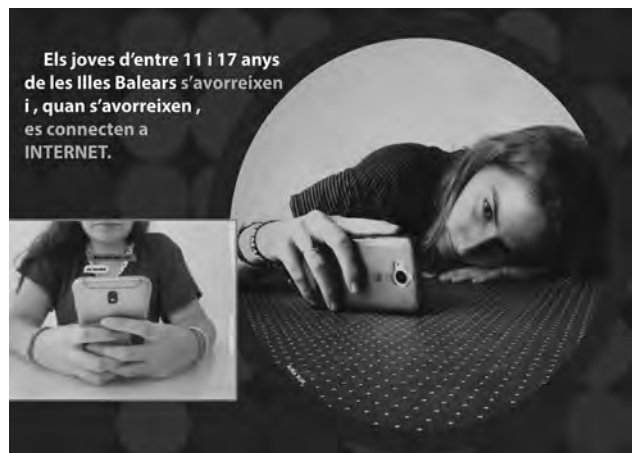 Els joves d'entre 11 i 17 anys
de les Illes Balears s'avorreixen
i , quan s'avorreixen ,
es connecten a
INTERNET.